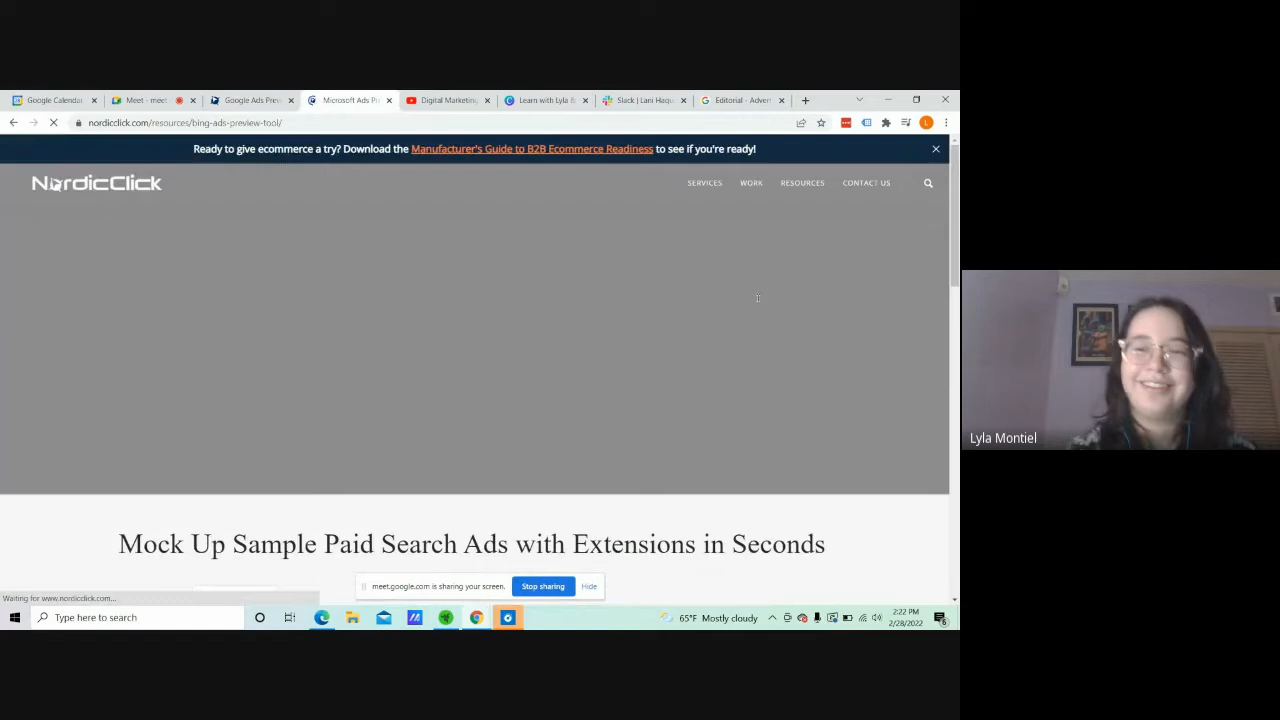 Google Calendar
Meet - meet
Google Ads Prev
Microsoft Ads Pr
Digital Marketing
Learn with Lyla &
Slack | Lani Haqu
Editorial - Advert
nordicclick.com/resources/bing-ads-preview-tool/
L
Ready to give ecommerce a try? Download the Manufacturer's Guide to B2B Ecommerce Readiness to see if you're ready!
NordicClick
SERVICES
WORK
RESOURCES
CONTACT US
Lyla Montiel
Mock Up Sample Paid Search Ads with Extensions in Seconds
meet.google.com is sharing your screen.
Stop sharing
Hide
Waiting for www.nordicclick.com...
Type here to search
65°F Mostly cloudy
2:22 PM
2/28/2022
6